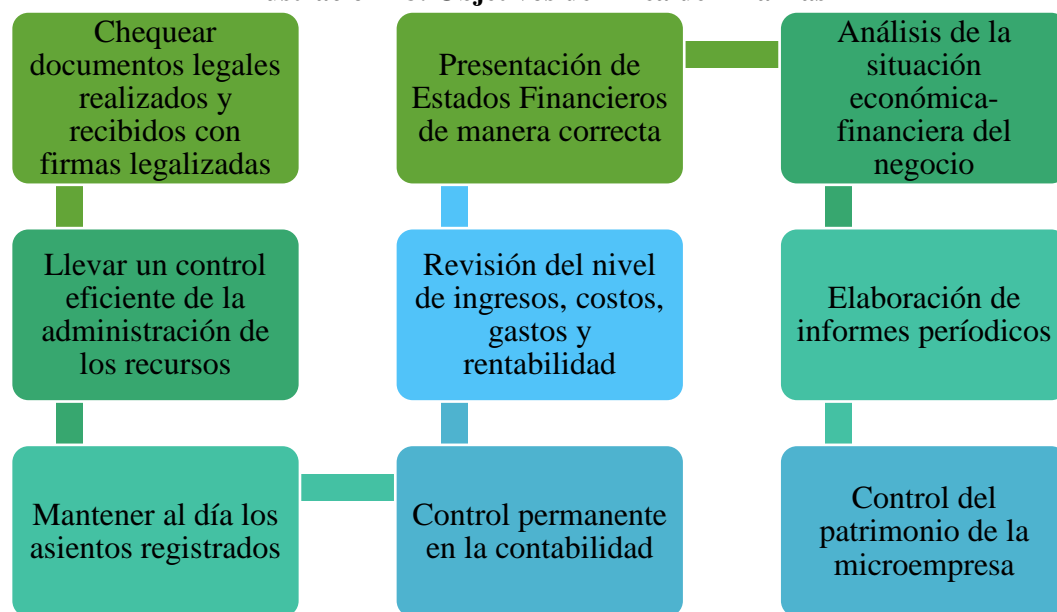 Chequear
documentos legales
realizados y
recibidos con
firmas legalizadas
Llevar un control
eficiente de la
administración de
los recursos
Mantener al día los
asientos registrados
Control permanente
en la contabilidad
Revisión del nivel
de ingresos, costos,
gastos y
rentabilidad
Presentación de
Estados Financieros
de manera correcta
Análisis de la
situación
económica-
financiera del
negocio
Elaboración de
informes períodicos
Control del
patrimonio de la
microempresa